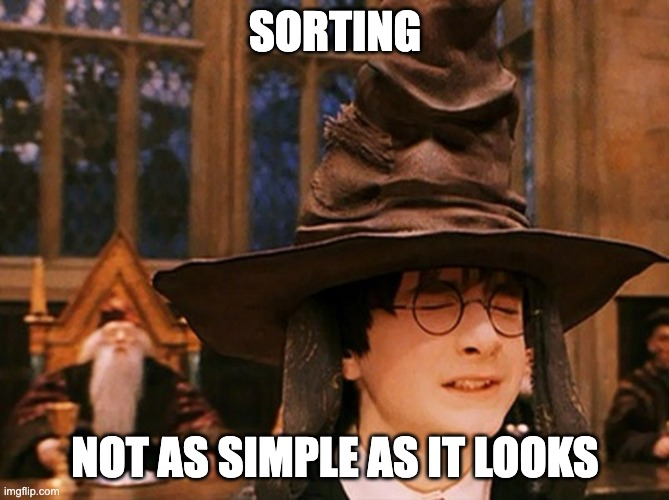 SORTING
NOT AS SIMPLE AS IT LOOKS
imgflip.com